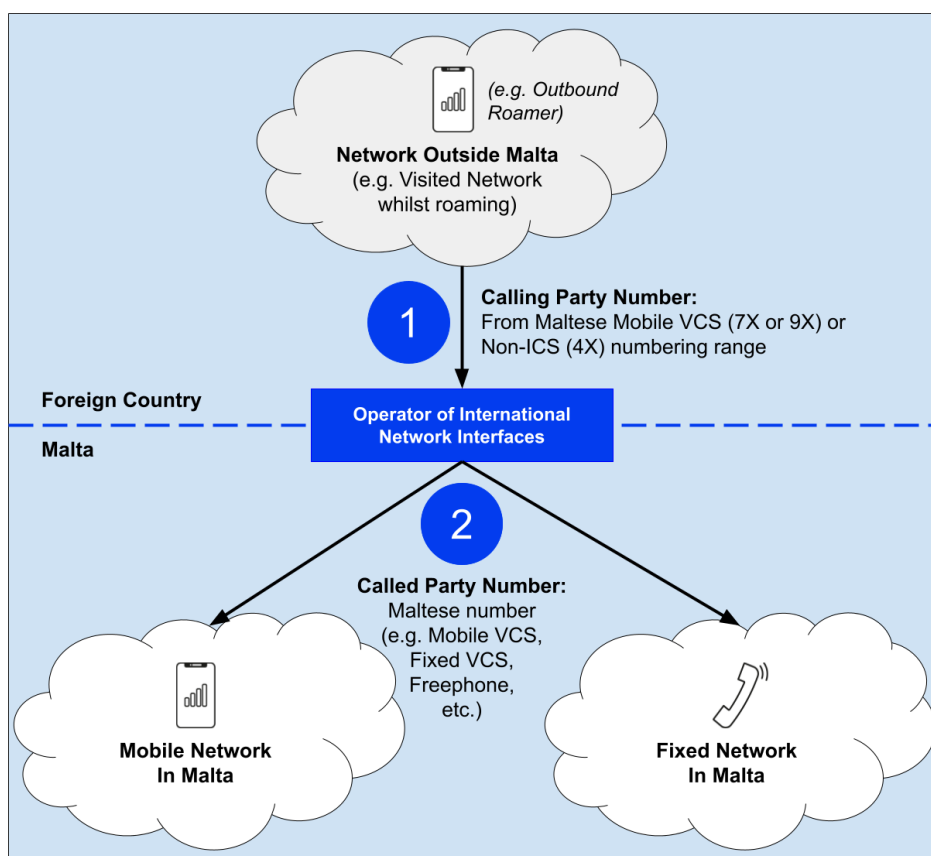 (e.g. Outbound
Roamer)
Network Outside Malta
(e.g. Visited Network
whilst roaming)
1
Calling Party Number:
From Maltese Mobile VCS (7X or 9X) or
Non-ICS (4X) numbering range
Foreign Country
Operator of International
Network Interfaces
Malta
2
Called Party Number:
Maltese number
(e.g. Mobile VCS,
Fixed VCS,
Freephone,
etc.)
Mobile Network
In Malta
Fixed Network
In Malta